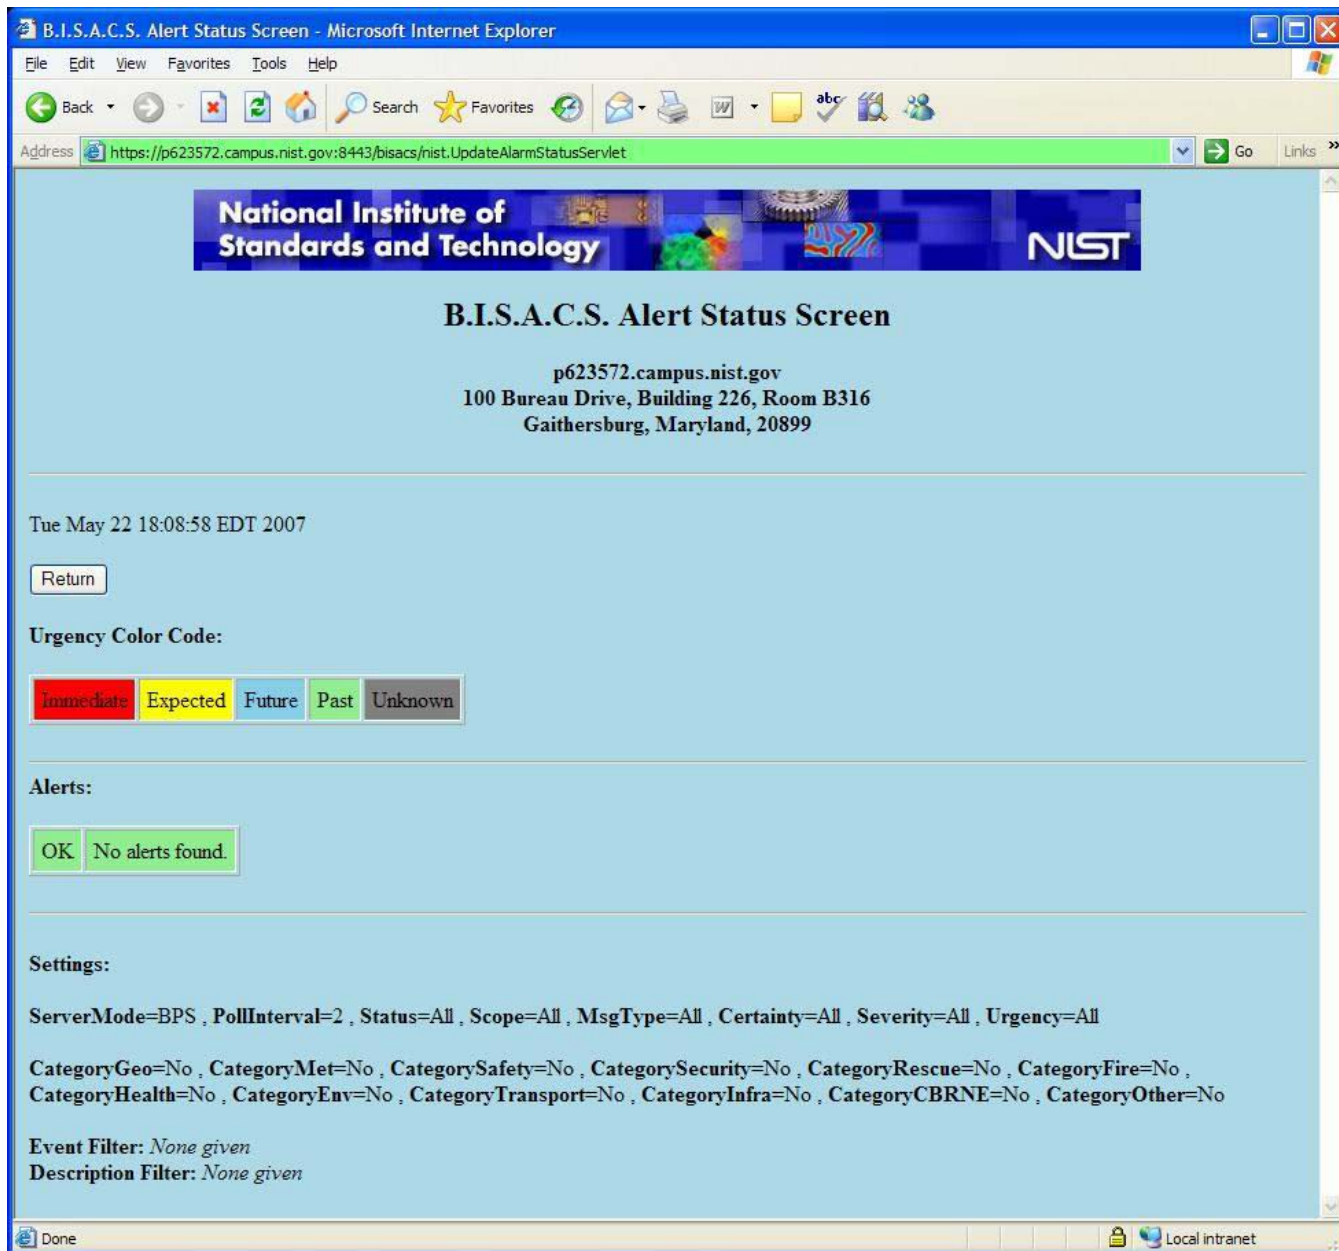 B.I.S.A.C.S. Alert Status Screen - Microsoft Internet Explorer
File Edit View Favorites Tools Help
Back Search Favorites
Address https://p623572.campus.nist.gov:8443/bisacs/nist.UpdateAlarmStatusServlet Go Links »
National Institute of
Standards and Technology
NIST
B.I.S.A.C.S. Alert Status Screen
p623572.campus.nist.gov
100 Bureau Drive, Building 226, Room B316
Gaithersburg, Maryland, 20899
Tue May 22 18:08:58 EDT 2007
Return
Urgency Color Code:
Immediate Expected Future Past Unknown
Alerts:
OK No alerts found.
Settings:
ServerMode=BPS , PollInterval=2 , Status=All , Scope=All , MsgType=All , Certainty=All , Severity=All , Urgency=All
CategoryGeo=No , CategoryMet=No , CategorySafety=No , CategorySecurity=No , CategoryRescue=No , CategoryFire=No ,
CategoryHealth=No , CategoryEnv=No , CategoryTransport=No , CategoryInfra=No , CategoryCBRNE=No , CategoryOther=No
Event Filter: None given
Description Filter: None given
Done Local intranet